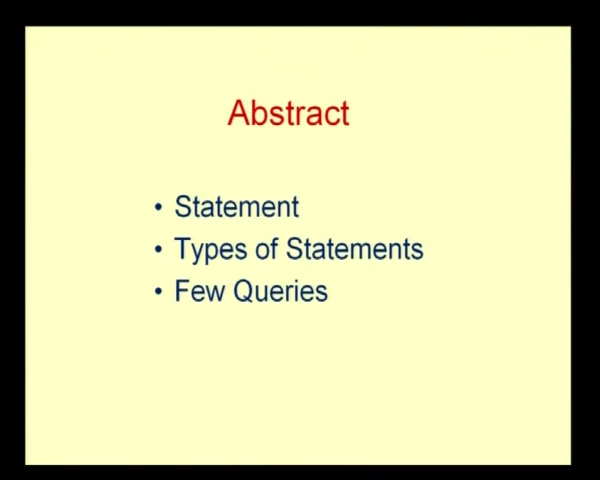 Abstract
• Statement
• Types of Statements
• Few Queries